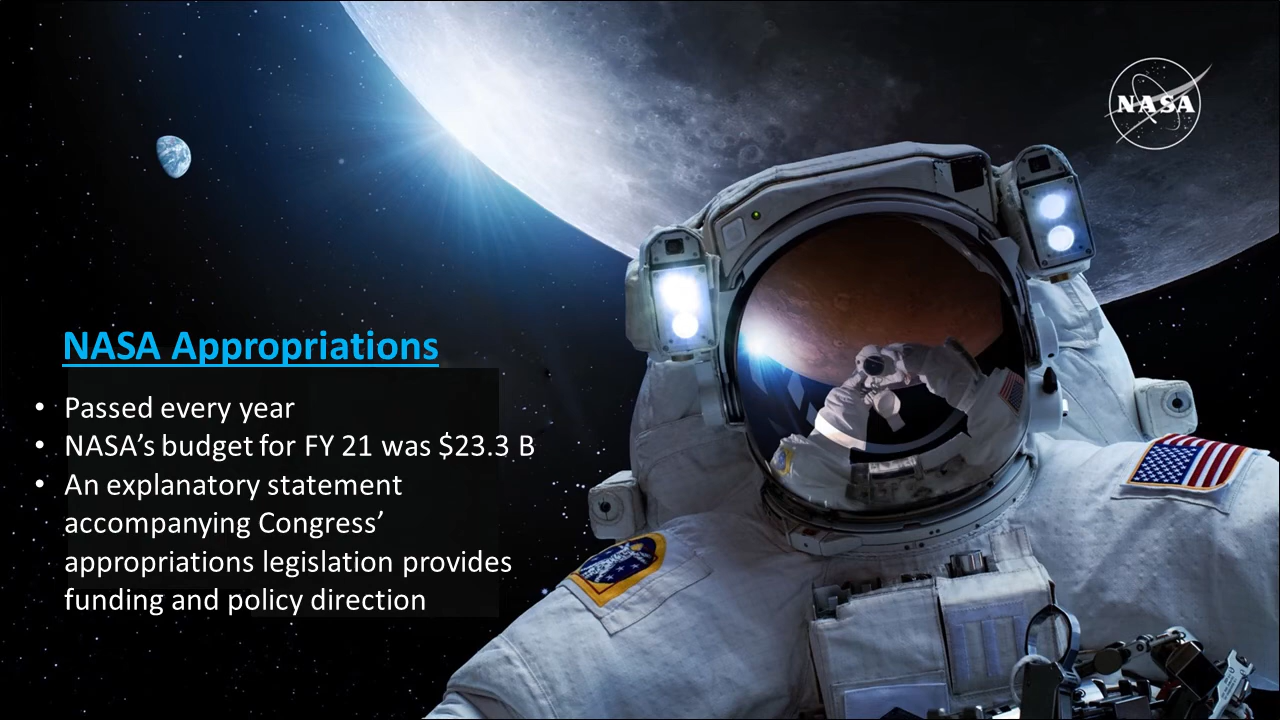 NASA
NASA Appropriations
• Passed every year
• NASA’s budget for FY 21 was $23.3 B
• An explanatory statement
accompanying Congress’
appropriations legislation provides
funding and policy direction